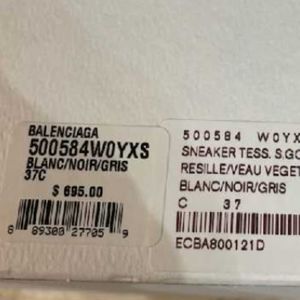 BALENCIAGA
500584W0YXS
BLANC/NOIR/GRIS
37C
$ 695.00
8 89300 27705 9
500584 W0YX
SNEAKER TESS. S.GO
RESILLE/VEAU VEGET
BLANC/NOIR/GRIS
C 37
ECBA800121D